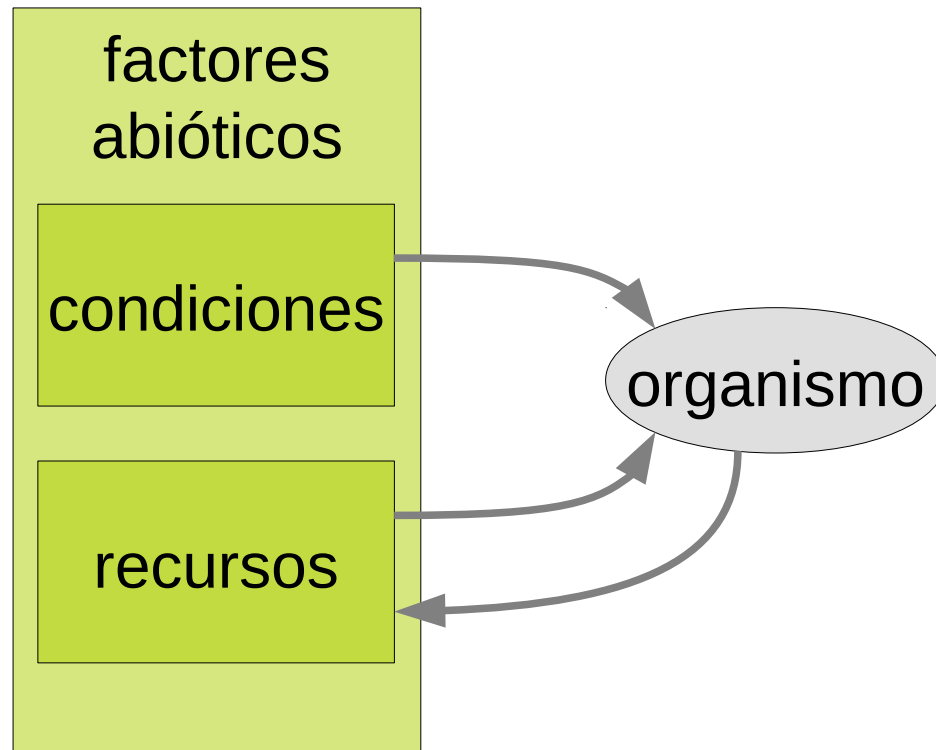 factores
abióticos
condiciones
organismo
recursos